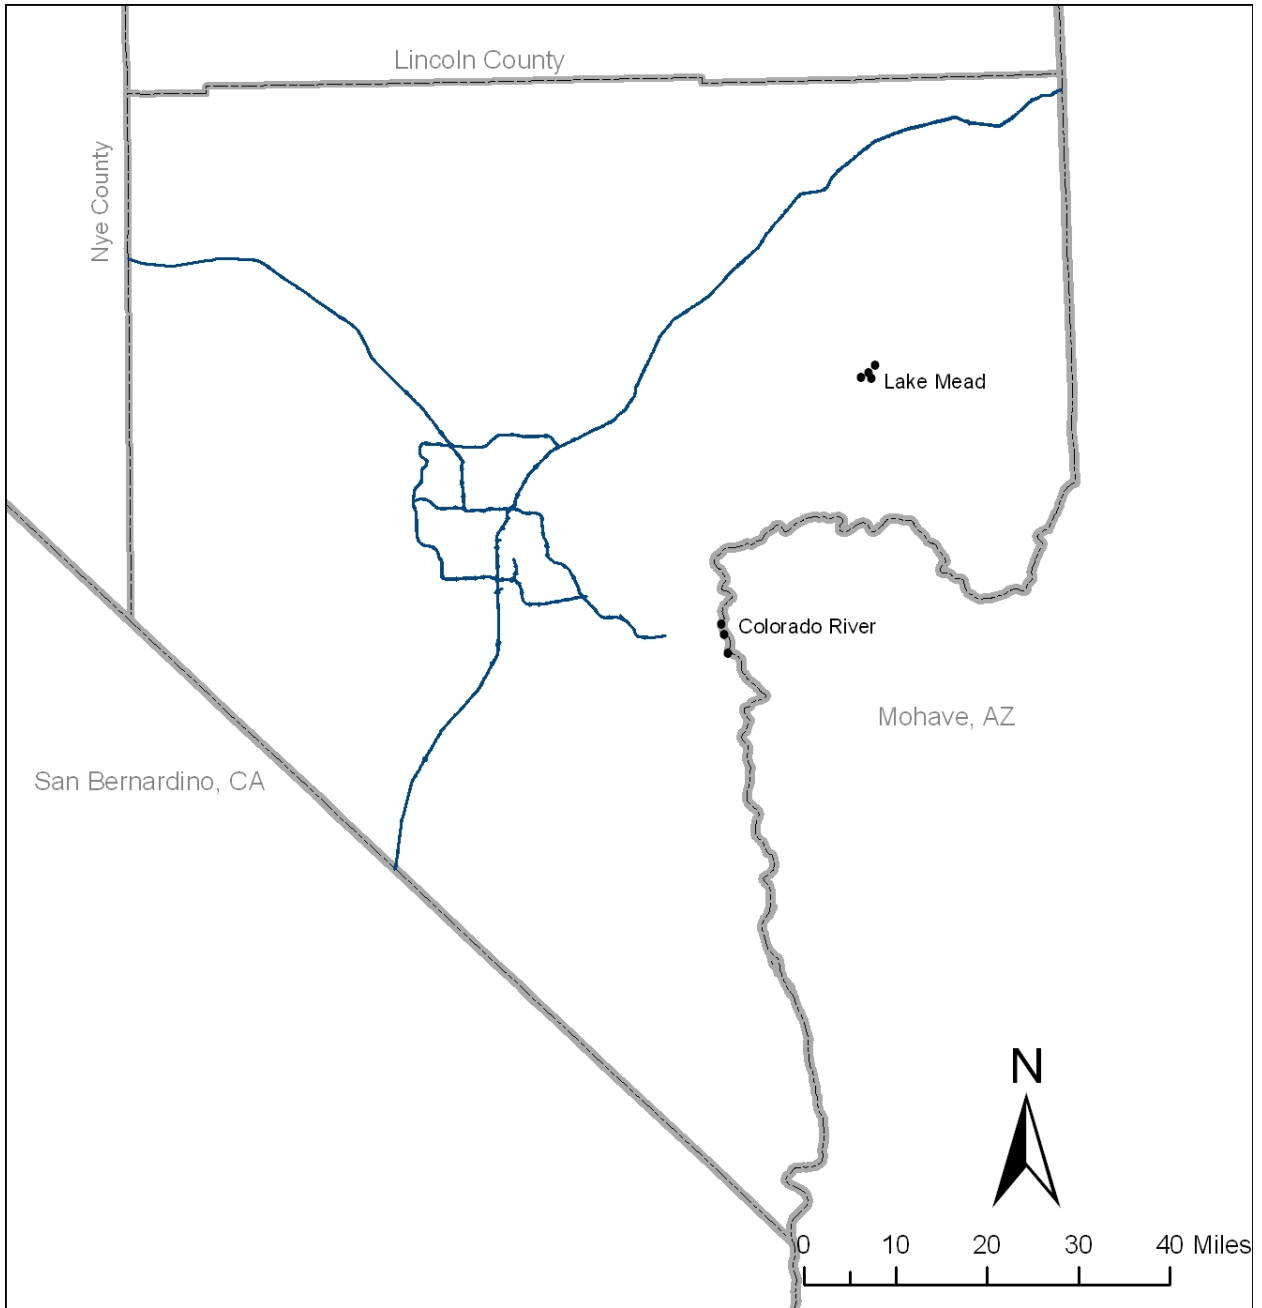 Lincoln County
Nye County
Lake Mead
Colorado River
Mohave, AZ
San Bernardino, CA
N
0 10 20 30 40 Miles